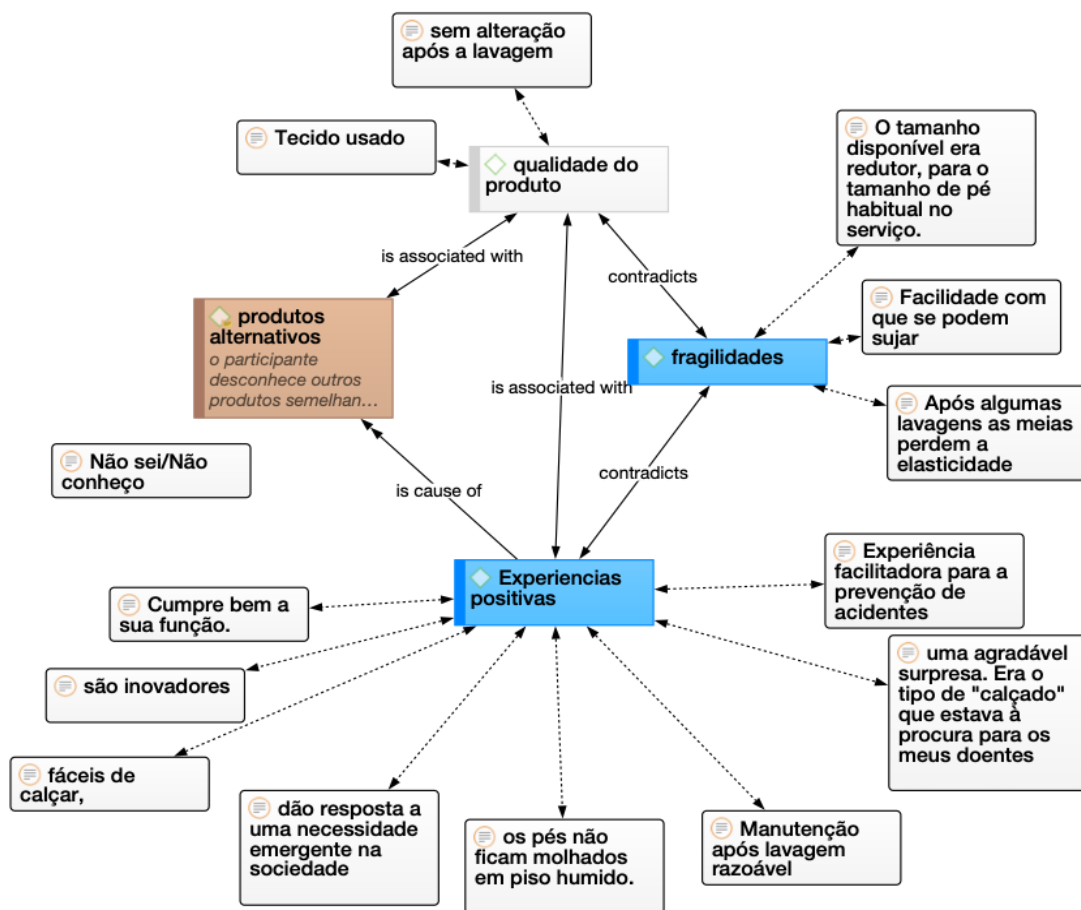 sem alteração
após a lavagem
Tecido usado
qualidade do
produto
O tamanho
disponível era
redutor, para o
tamanho de pé
habitual no
serviço.
is associated with
contradicts
produtos
alternativos
o participante
desconhece outros
produtos semelhan…
Facilidade com
que se podem
sujar
fragilidades
is associated with
Após algumas
lavagens as meias
perdem a
elasticidade
Não sei/Não
conheço
is cause of
contradicts
Experiencias
positivas
Experiência
facilitadora para a
prevenção de
acidentes
Cumpre bem a
sua função.
são inovadores
uma agradável
surpresa. Era o
tipo de "calçado"
que estava à
procura para os
meus doentes
fáceis de
calçar,
dão resposta a
uma necessidade
emergente na
sociedade
os pés não
ficam molhados
em piso humido.
Manutenção
após lavagem
razoável